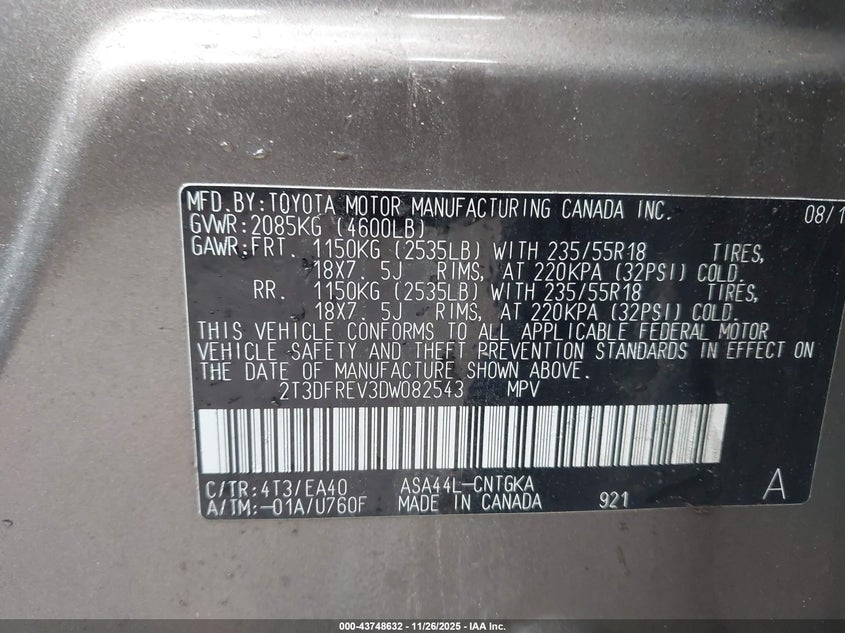 MFD. BY: TOYOTA MOTOR MANUFACTURING CANADA INC. 08/1
GVWR: 2085KG (4600LB)
GAWR: FRT. 1150KG (2535LB) WITH 235/55R18 TIRES,
18X7. 5J RIMS, AT 220KPA (32PSI) COLD.
RR. 1150KG (2535LB) WITH 235/55R18 TIRES,
18X7. 5J RIMS, AT 220KPA (32PSI) COLD.
THIS VEHICLE CONFORMS TO ALL APPLICABLE FEDERAL MOTOR
VEHICLE SAFETY AND THEFT PREVENTION STANDARDS IN EFFECT ON
THE DATE OF MANUFACTURE SHOWN ABOVE.
2T3DFREV3DW082543 MPV
C/TR: 4T3/EA40 ASA44L-CNTGKA
A/TM: -01A/U760F MADE IN CANADA 921 A
000-43748632 - 11/26/2025 - IAA Inc.